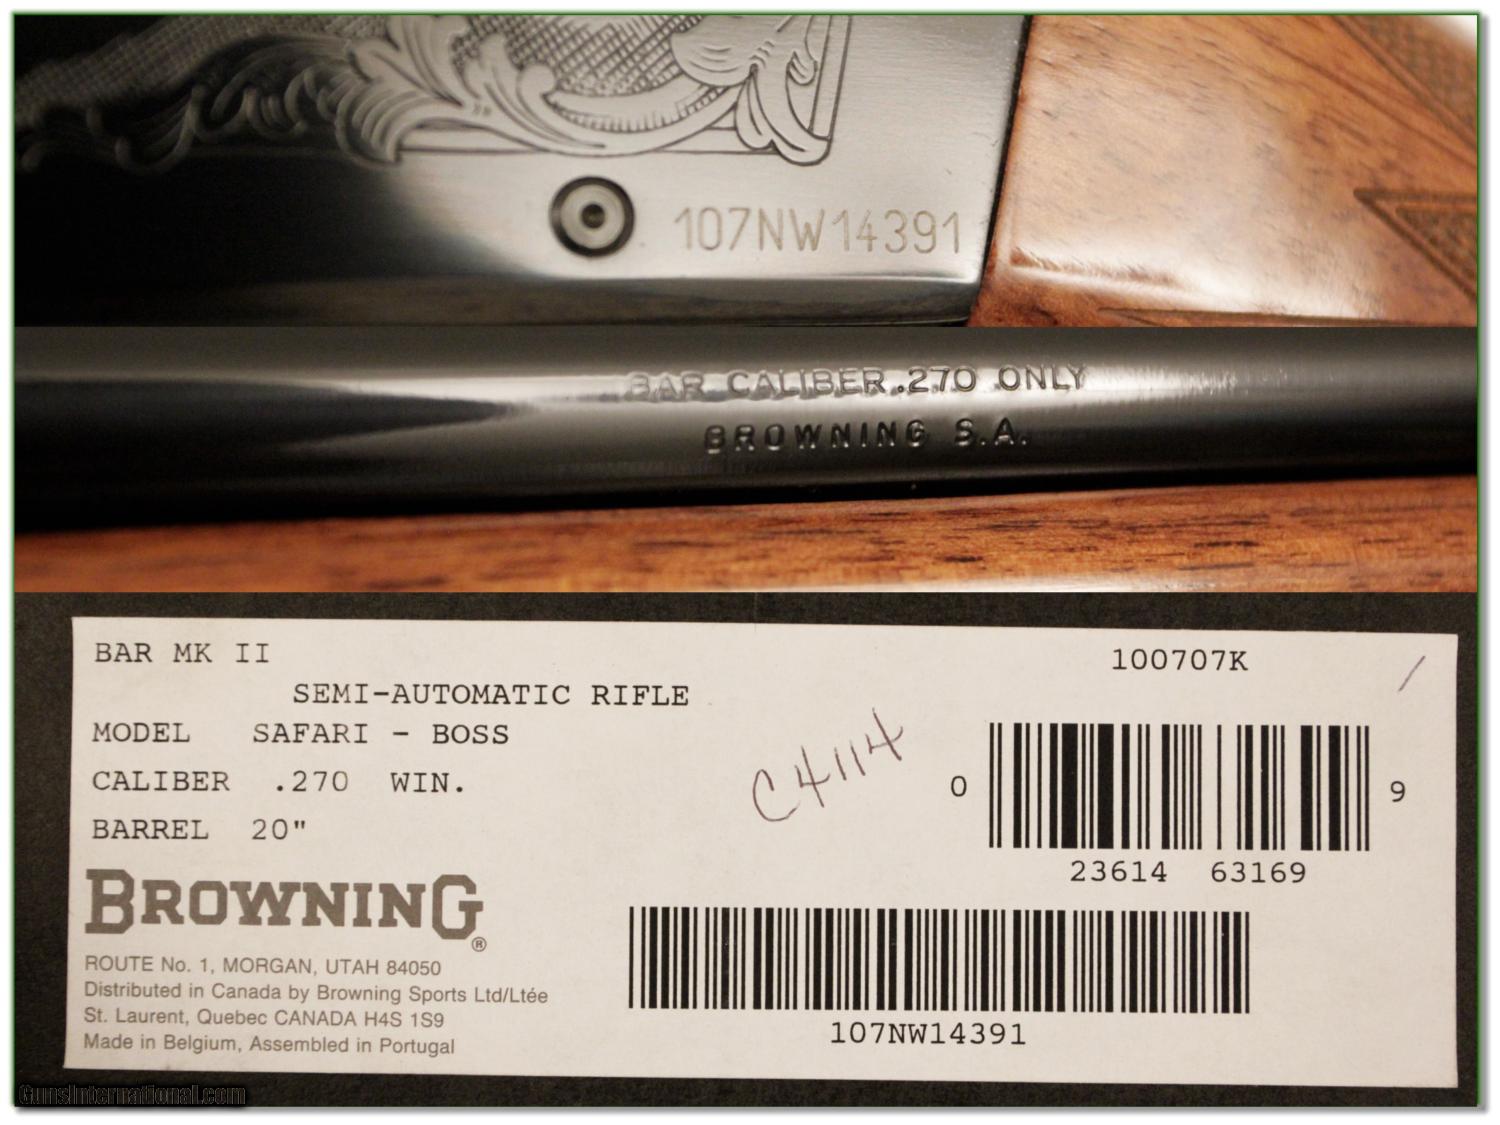 107NW14391
BAR CALIBER .270 ONLY
BROWNING S.A.
BAR MK II
SEMI-AUTOMATIC RIFLE
MODEL SAFARI - BOSS
CALIBER .270 WIN.
BARREL 20"
BROWNING®
ROUTE No. 1, MORGAN, UTAH 84050
Distributed in Canada by Browning Sports Ltd/Ltée
St. Laurent, Quebec CANADA H4S 1S9
Made in Belgium, Assembled in Portugal
C4114
100707K
0 9
23614 63169
107NW14391
GunsInternational.com